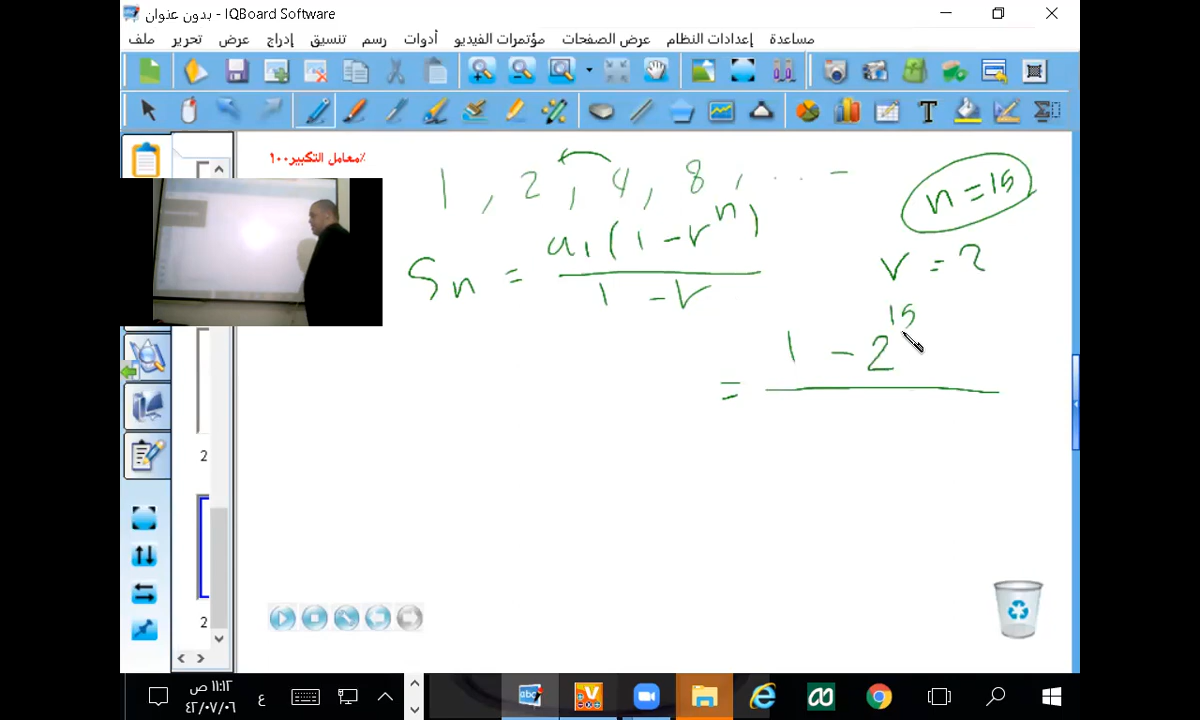 بدون عنوان - IQBoard Software
ملف تحرير عرض إدراج تنسيق رسم أدوات مؤتمرات الفيديو عرض الصفحات إعدادات النظام مساعدة
معامل التكبير١٠٠٪
1 , 2 , 4 , 8 , . . . -
n = 15
Sn = a1 ( 1 - r^n ) / 1 - r
r = 2
= 1 - 2^15
2
2
١١:١٢ ص
ع
٤٢/٠٧/٠٦